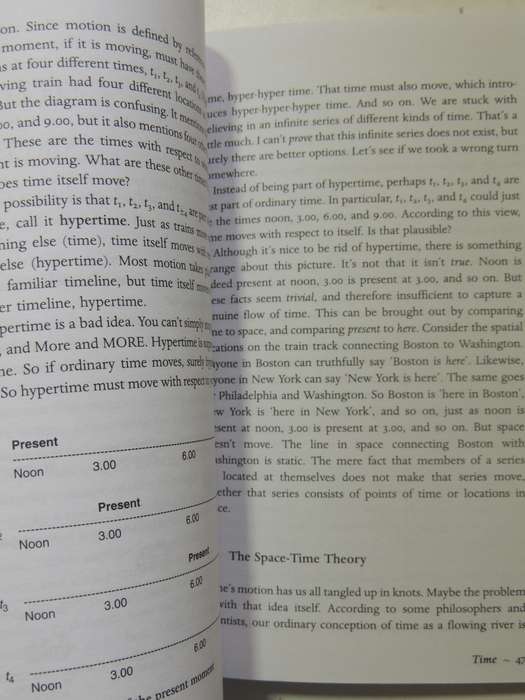 on. Since motion is defined by
moment, if it is moving, must have
s at four different times, t₁, t₂, t₃, and
ving train had four different locations
But the diagram is confusing. It mentions
00, and 9.00, but it also mentions four
These are the times with respect to
nt is moving. What are these other
oes time itself move?
possibility is that t₁, t₂, t₃, and t₄ are
e, call it hypertime. Just as trains
hing else (time), time itself moves
else (hypertime). Most motion takes
familiar timeline, but time itself
er timeline, hypertime.
pertime is a bad idea. You can't simply
, and More and MORE. Hypertime is
ne. So if ordinary time moves, surely
So hypertime must move with respect
Present
Noon 3.00 6.00
Present
Noon 3.00 6.00
Present
t₃ Noon 3.00 6.00
t₄ Noon 3.00 6.00
the present moment
me, hyper-hyper time. That time must also move, which intro-
uces hyper-hyper-hyper time. And so on. We are stuck with
elieving in an infinite series of different kinds of time. That's a
ttle much. I can't prove that this infinite series does not exist, but
urely there are better options. Let's see if we took a wrong turn
mewhere.
Instead of being part of hypertime, perhaps t₁, t₂, t₃, and t₄ are
st part of ordinary time. In particular, t₁, t₂, t₃, and t₄ could just
e the times noon, 3.00, 6.00, and 9.00. According to this view,
me moves with respect to itself. Is that plausible?
Although it's nice to be rid of hypertime, there is something
range about this picture. It's not that it isn't true. Noon is
deed present at noon, 3.00 is present at 3.00, and so on. But
ese facts seem trivial, and therefore insufficient to capture a
nuine flow of time. This can be brought out by comparing
me to space, and comparing present to here. Consider the spatial
cations on the train track connecting Boston to Washington.
nyone in Boston can truthfully say 'Boston is here'. Likewise,
yone in New York can say 'New York is here'. The same goes
Philadelphia and Washington. So Boston is 'here in Boston',
ew York is 'here in New York', and so on, just as noon is
esent at noon, 3.00 is present at 3.00, and so on. But space
esn't move. The line in space connecting Boston with
ashington is static. The mere fact that members of a series
located at themselves does not make that series move,
ether that series consists of points of time or locations in
ce.
The Space-Time Theory
e's motion has us all tangled up in knots. Maybe the problem
with that idea itself. According to some philosophers and
ntists, our ordinary conception of time as a flowing river is
Time ~ 47